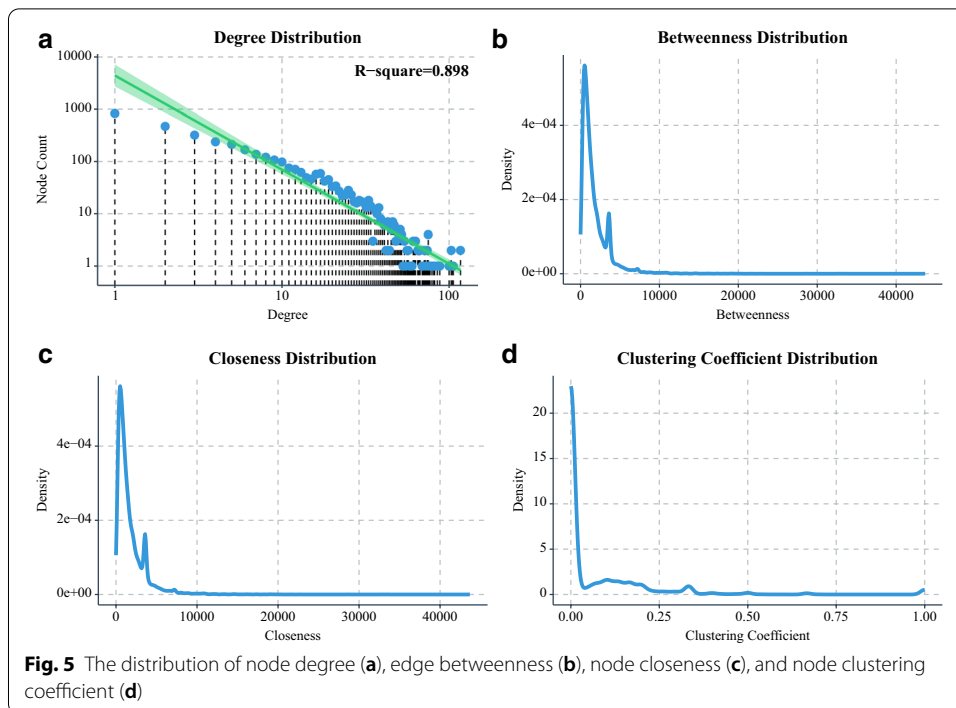 a
Degree Distribution
R−square=0.898
10000
1000
100
10
1
Node Count
1 10 100
Degree
b
Betweenness Distribution
4e−04
2e−04
0e+00
Density
0 10000 20000 30000 40000
Betweenness
c
Closeness Distribution
4e−04
2e−04
0e+00
Density
0 10000 20000 30000 40000
Closeness
d
Clustering Coefficient Distribution
20
15
10
5
0
Density
0.00 0.25 0.50 0.75 1.00
Clustering Coefficient
Fig. 5 The distribution of node degree (a), edge betweenness (b), node closeness (c), and node clustering
coefficient (d)